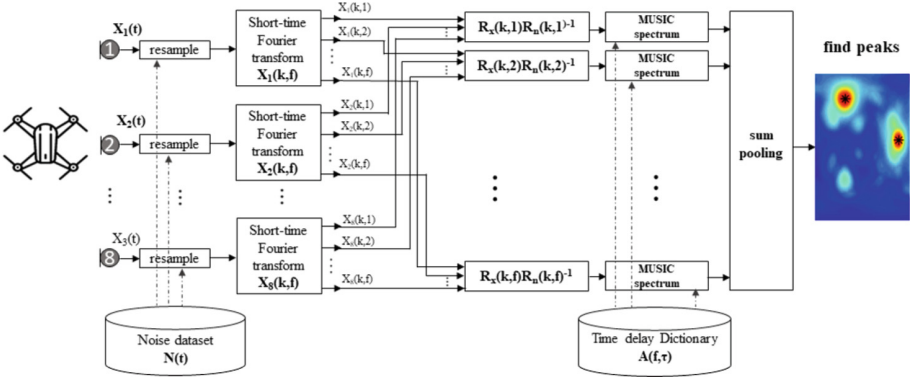 X₁(t)
1
resample
Short-time
Fourier
transform
X₁(k,f)
X₁(k,1)
X₁(k,2)
X₁(k,f)
X₂(t)
2
resample
Short-time
Fourier
transform
X₂(k,f)
X₂(k,1)
X₂(k,2)
X₂(k,f)
X₃(t)
8
resample
Short-time
Fourier
transform
X₈(k,f)
X₈(k,1)
X₈(k,2)
X₈(k,f)
Noise dataset
N(t)
Rₓ(k,1)Rₙ(k,1)⁻¹
Rₓ(k,2)Rₙ(k,2)⁻¹
Rₓ(k,f)Rₙ(k,f)⁻¹
MUSIC
spectrum
MUSIC
spectrum
MUSIC
spectrum
Time delay Dictionary
A(f,τ)
sum
pooling
find peaks